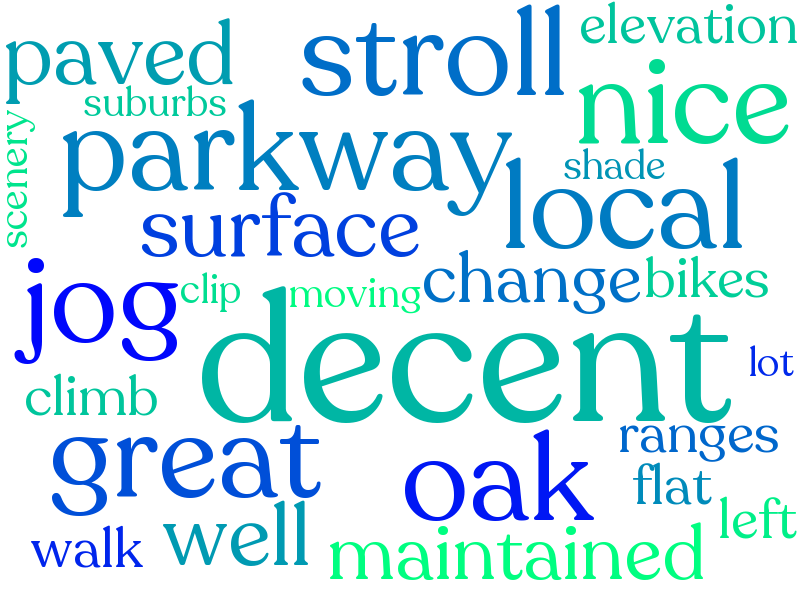 elevation
stroll
paved
nice
suburbs
parkway
scenery
shade
local
surface
change
bikes
jog
clip
moving
decent
lot
climb
great
ranges
oak
flat
left
walk
well
maintained